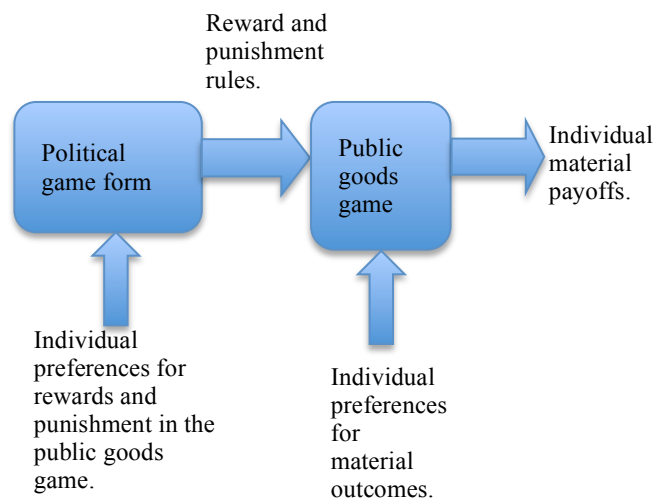 Reward and
punishment
rules.
Political
game form
Public
goods
game
Individual
material
payoffs.
Individual
preferences for
rewards and
punishment in the
public goods
game.
Individual
preferences
for
material
outcomes.